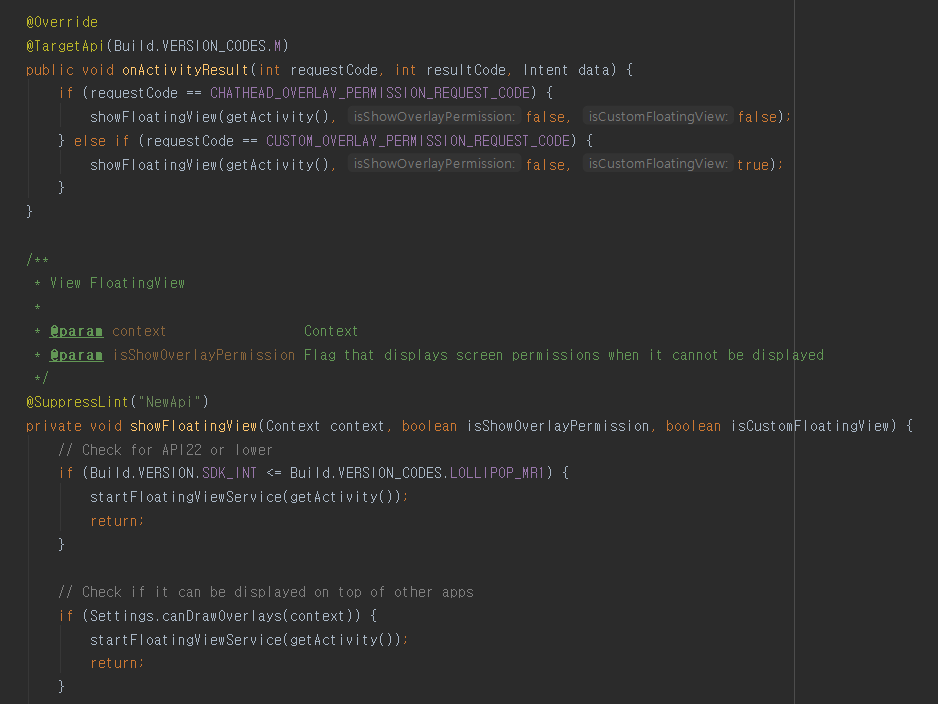 @Override
@TargetApi(Build.VERSION_CODES.M)
public void onActivityResult(int requestCode, int resultCode, Intent data) {
    if (requestCode == CHATHEAD_OVERLAY_PERMISSION_REQUEST_CODE) {
        showFloatingView(getActivity(), isShowOverlayPermission: false, isCustomFloatingView: false);
    } else if (requestCode == CUSTOM_OVERLAY_PERMISSION_REQUEST_CODE) {
        showFloatingView(getActivity(), isShowOverlayPermission: false, isCustomFloatingView: true);
    }
}

/**
 * View FloatingView
 *
 * @param context                 Context
 * @param isShowOverlayPermission Flag that displays screen permissions when it cannot be displayed
 */
@SuppressLint("NewApi")
private void showFloatingView(Context context, boolean isShowOverlayPermission, boolean isCustomFloatingView) {
    // Check for API22 or lower
    if (Build.VERSION.SDK_INT <= Build.VERSION_CODES.LOLLIPOP_MR1) {
        startFloatingViewService(getActivity());
        return;
    }

    // Check if it can be displayed on top of other apps
    if (Settings.canDrawOverlays(context)) {
        startFloatingViewService(getActivity());
        return;
    }